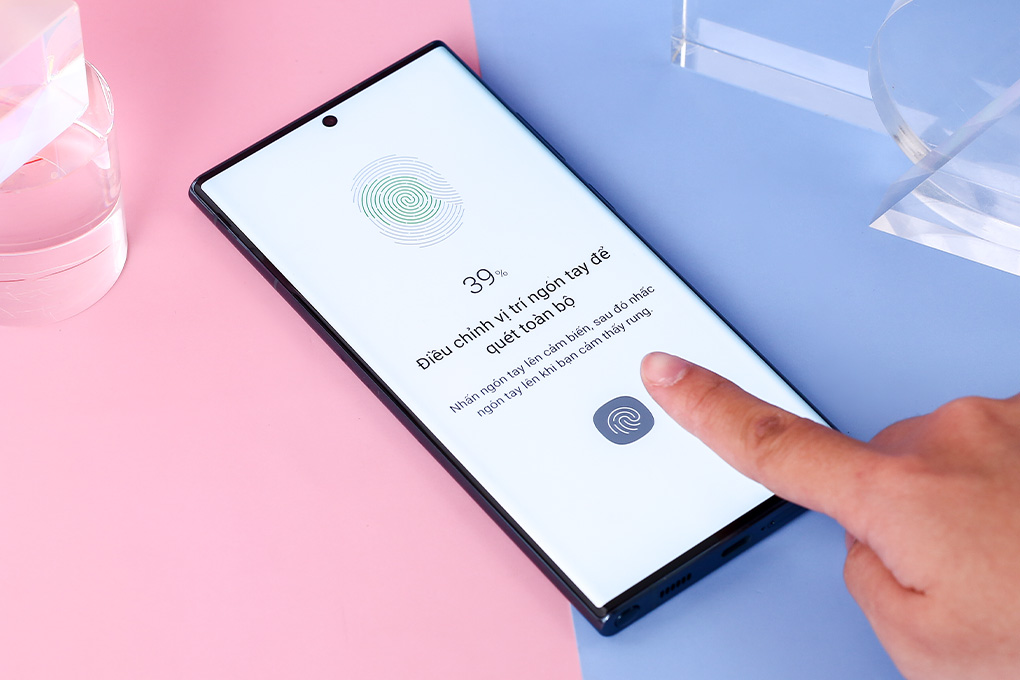 39%
Điều chỉnh vị trí ngón tay để
quét toàn bộ
Nhấn ngón tay lên cảm biến, sau đó nhấc
ngón tay lên khi bạn cảm thấy rung.